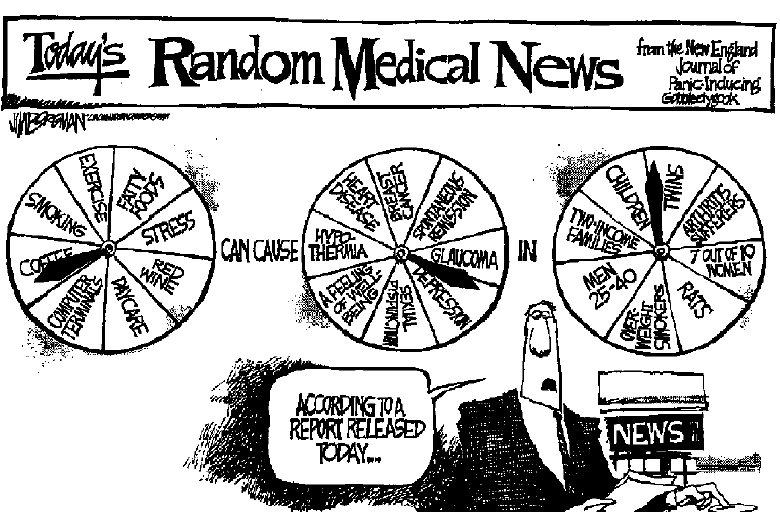 Today's
Random Medical News
from the New England
Journal of
Panic-Inducing
Gobbledygook
EXERCISE
FATTY
FOODS
STRESS
RED
WINE
DAYCARE
COMPUTER
TERMINALS
COFFEE
SMOKING
CAN CAUSE
HEART
DISEASE
BREAST
CANCER
SPONTANEOUS
REMISSION
GLAUCOMA
DEPRESSION
SEXUAL
DYSFUNCTION
A FEELING
OF WELL-
BEING
HYPO-
THERMIA
IN
CHILDREN
TWINS
ARTHRITIS
SUFFERERS
7 OUT OF 10
WOMEN
RATS
OVER-
WEIGHT
SMOKERS
MEN
25-40
TWO-INCOME
FAMILIES
ACCORDING TO A
REPORT RELEASED
TODAY...
NEWS